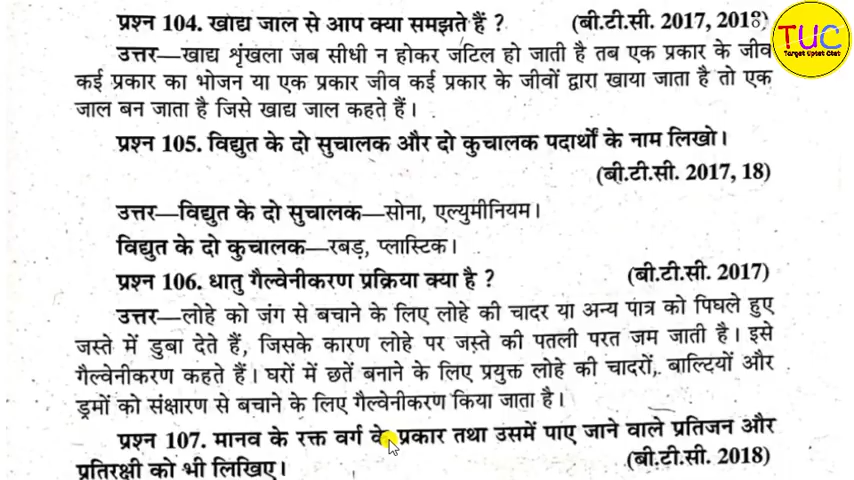 प्रश्न 104. खाद्य जाल से आप क्या समझते हैं ? (बी.टी.सी. 2017, 2018)
TUC
Target Uptet Ctet
उत्तर—खाद्य शृंखला जब सीधी न होकर जटिल हो जाती है तब एक प्रकार के जीव
कई प्रकार का भोजन या एक प्रकार जीव कई प्रकार के जीवों द्वारा खाया जाता है तो एक
जाल बन जाता है जिसे खाद्य जाल कहते हैं।
प्रश्न 105. विद्युत के दो सुचालक और दो कुचालक पदार्थों के नाम लिखो।
(बी.टी.सी. 2017, 18)
उत्तर—विद्युत के दो सुचालक—सोना, एल्युमीनियम।
विद्युत के दो कुचालक—रबड़, प्लास्टिक।
प्रश्न 106. धातु गैल्वेनीकरण प्रक्रिया क्या है ? (बी.टी.सी. 2017)
उत्तर—लोहे को जंग से बचाने के लिए लोहे की चादर या अन्य पात्र को पिघले हुए
जस्ते में डुबा देते हैं, जिसके कारण लोहे पर जस्ते की पतली परत जम जाती है। इसे
गैल्वेनीकरण कहते हैं। घरों में छतें बनाने के लिए प्रयुक्त लोहे की चादरों, बाल्टियों और
ड्रमों को संक्षारण से बचाने के लिए गैल्वेनीकरण किया जाता है।
प्रश्न 107. मानव के रक्त वर्ग के प्रकार तथा उसमें पाए जाने वाले प्रतिजन और
प्रतिरक्षी को भी लिखिए। (बी.टी.सी. 2018)